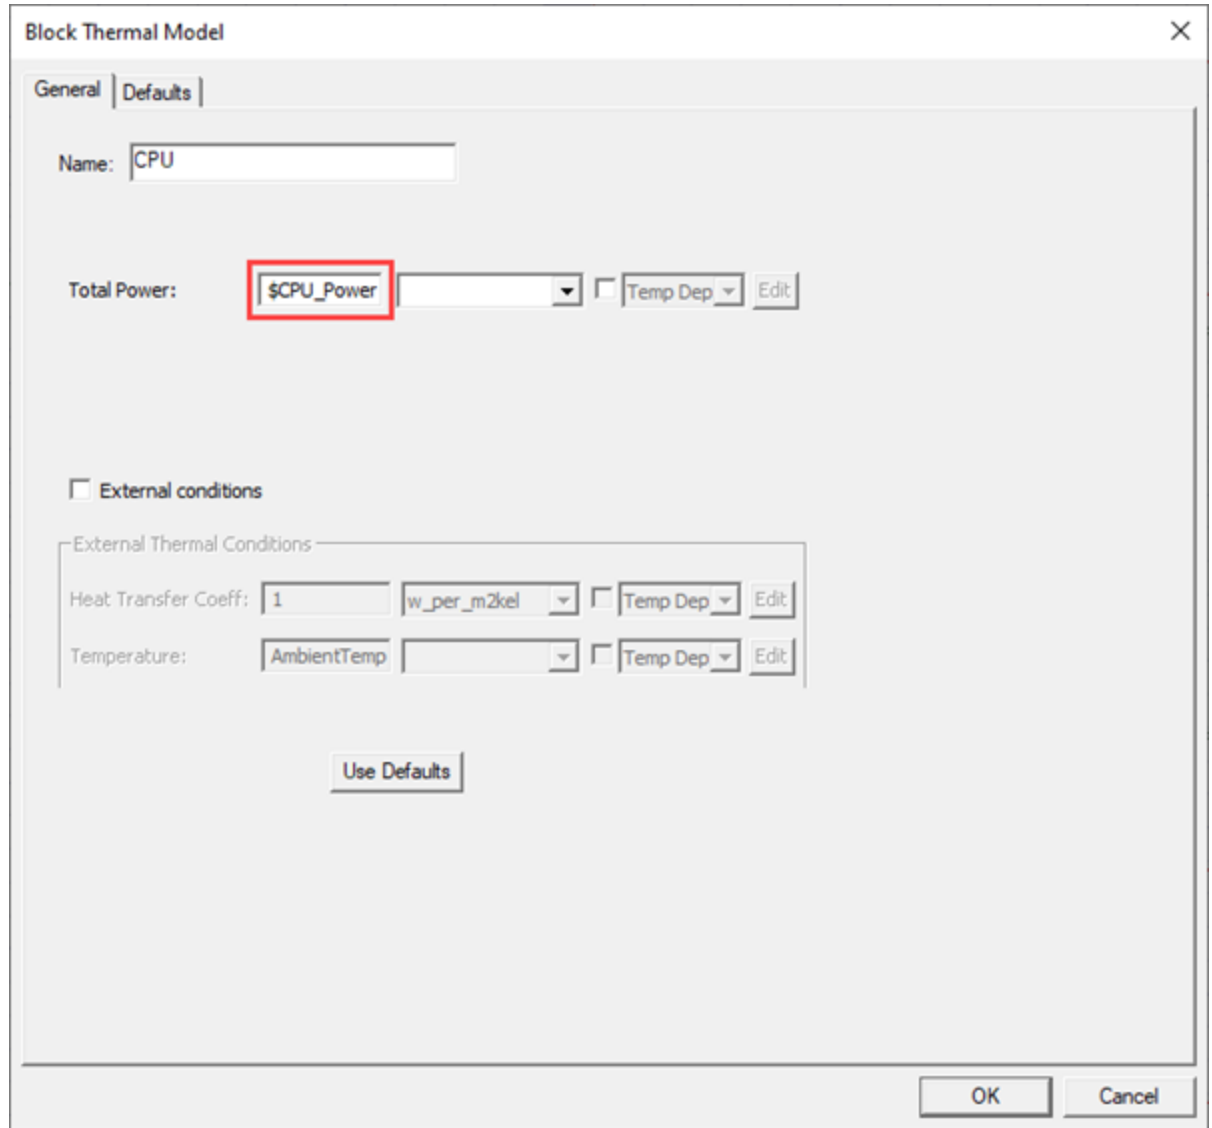 Block Thermal Model
General Defaults
Name: CPU
Total Power: $CPU_Power Temp Dep Edit
External conditions
External Thermal Conditions
Heat Transfer Coeff: 1 w_per_m2kel Temp Dep Edit
Temperature: AmbientTemp Temp Dep Edit
Use Defaults
OK Cancel